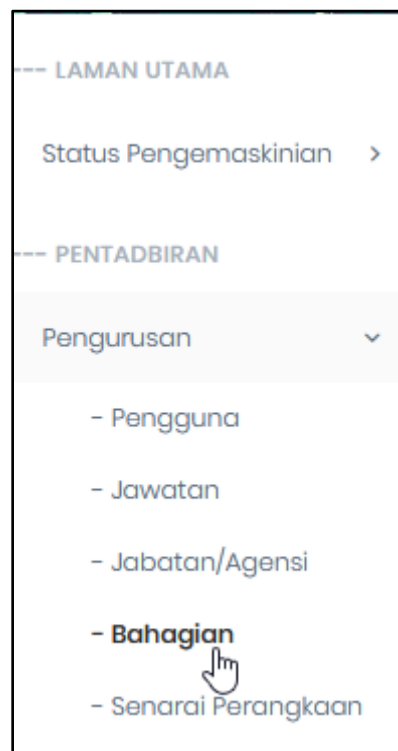 --- LAMAN UTAMA
Status Pengemaskinian
--- PENTADBIRAN
Pengurusan
- Pengguna
- Jawatan
- Jabatan/Agensi
- Bahagian
- Senarai Perangkaan